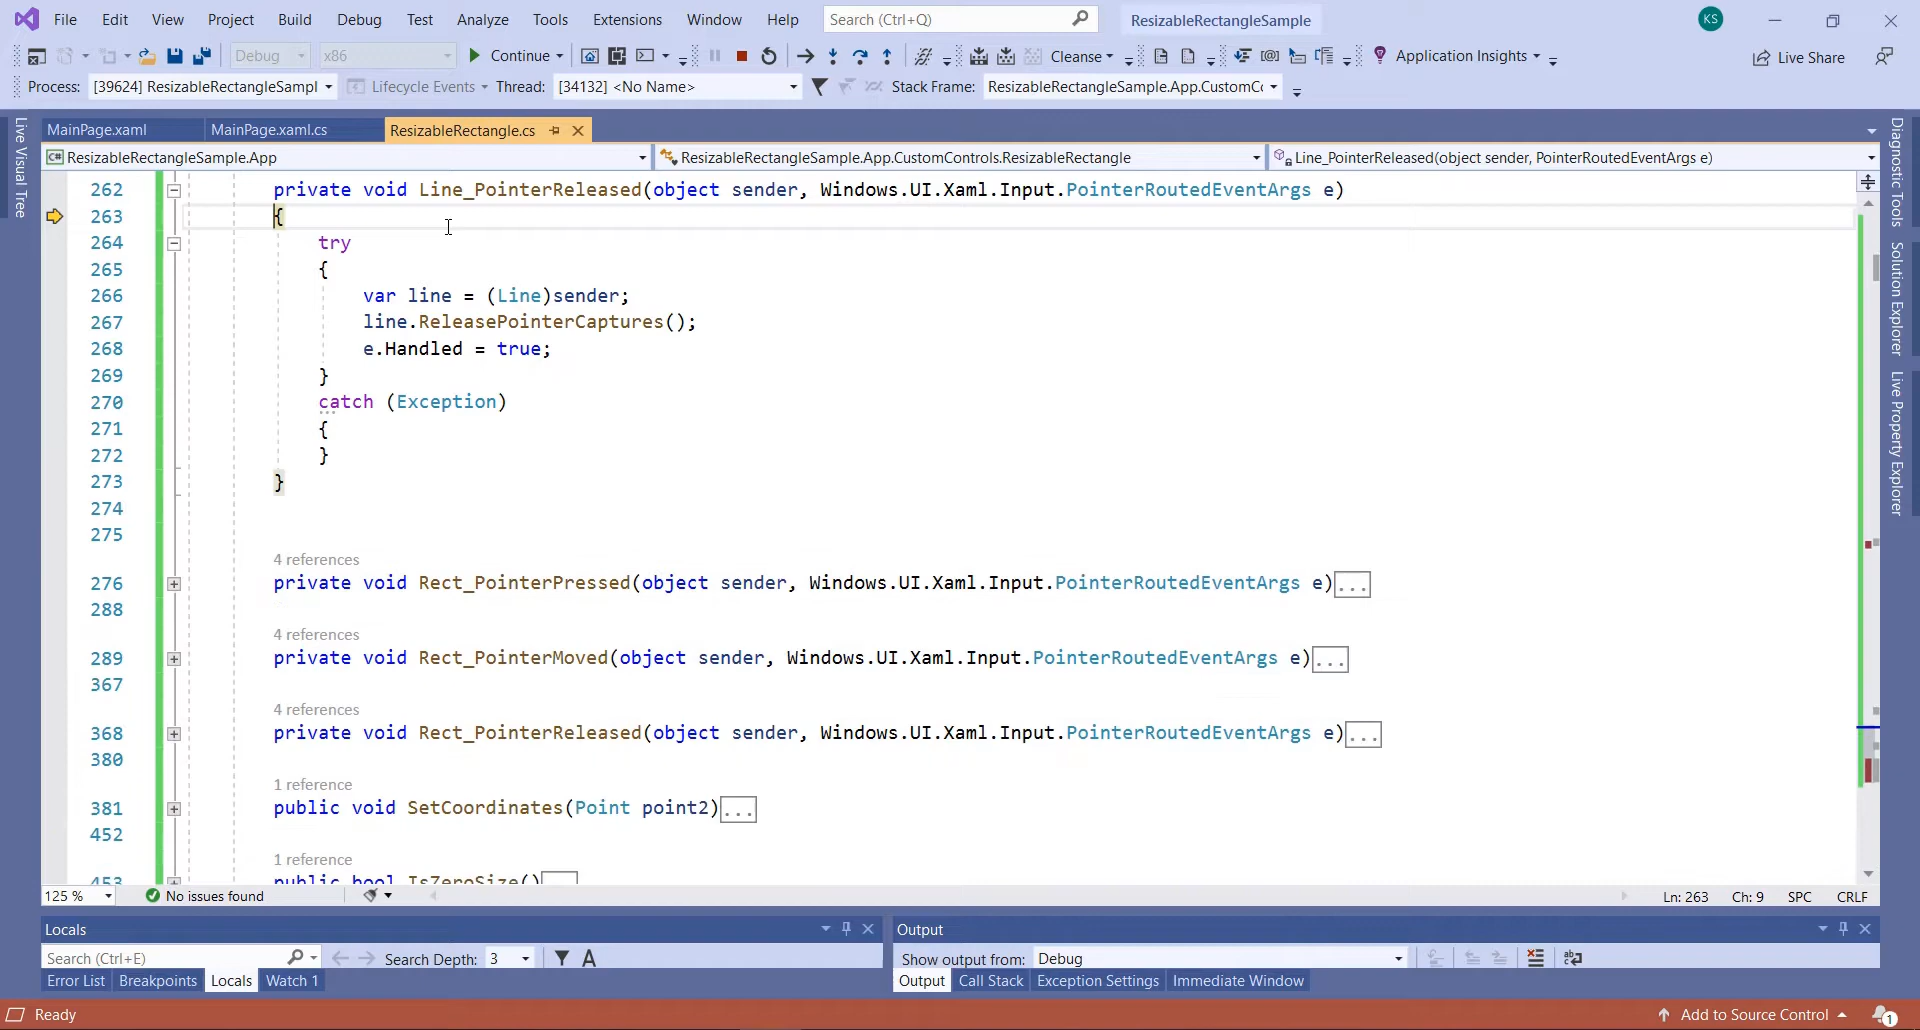 File Edit View Project Build Debug Test Analyze Tools Extensions Window Help Search (Ctrl+Q) ResizableRectangleSample KS
Debug x86 Continue Cleanse Application Insights Live Share
Process: [39624] ResizableRectangleSampl Lifecycle Events Thread: [34132] <No Name> Stack Frame: ResizableRectangleSample.App.CustomCo
Live Visual Tree
MainPage.xaml MainPage.xaml.cs ResizableRectangle.cs
C# ResizableRectangleSample.App ResizableRectangleSample.App.CustomControls.ResizableRectangle Line_PointerReleased(object sender, PointerRoutedEventArgs e)
262 private void Line_PointerReleased(object sender, Windows.UI.Xaml.Input.PointerRoutedEventArgs e)
263 {
264 try
265 {
266 var line = (Line)sender;
267 line.ReleasePointerCaptures();
268 e.Handled = true;
269 }
270 catch (Exception)
271 {
272 }
273 }
274
275
4 references
276 private void Rect_PointerPressed(object sender, Windows.UI.Xaml.Input.PointerRoutedEventArgs e)...
288
4 references
289 private void Rect_PointerMoved(object sender, Windows.UI.Xaml.Input.PointerRoutedEventArgs e)...
367
4 references
368 private void Rect_PointerReleased(object sender, Windows.UI.Xaml.Input.PointerRoutedEventArgs e)...
380
1 reference
381 public void SetCoordinates(Point point2)...
452
1 reference
453 public bool IsZeroSize()
Diagnostic Tools
Solution Explorer
Live Property Explorer
125 % No issues found Ln: 263 Ch: 9 SPC CRLF
Locals
Search (Ctrl+E) Search Depth: 3 A
Error List Breakpoints Locals Watch 1
Output
Show output from: Debug
Output Call Stack Exception Settings Immediate Window
Ready Add to Source Control 1